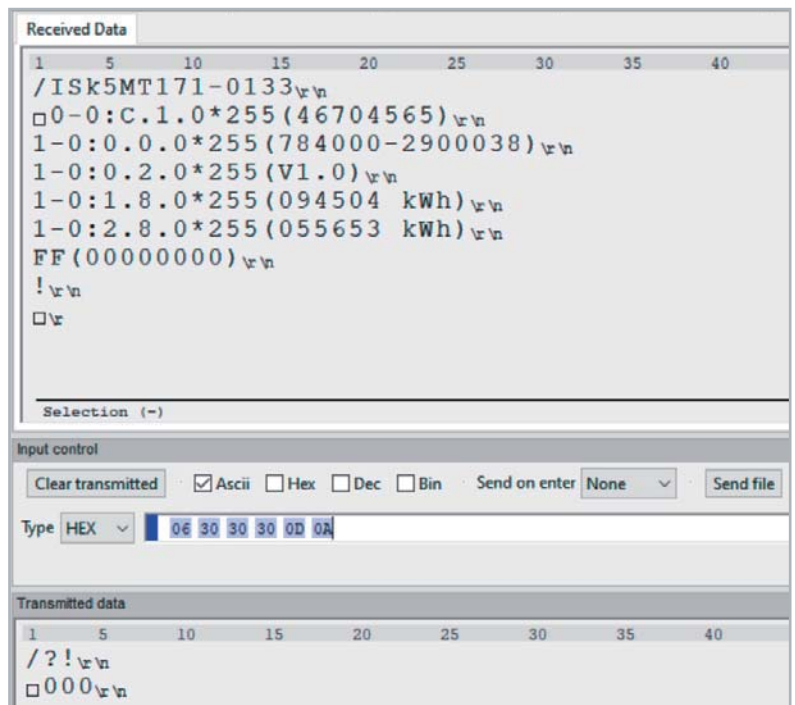 Received Data
1 5 10 15 20 25 30 35 40
/ISk5MT171-0133\r\n
□0-0:C.1.0*255(46704565)\r\n
1-0:0.0.0*255(784000-2900038)\r\n
1-0:0.2.0*255(V1.0)\r\n
1-0:1.8.0*255(094504 kWh)\r\n
1-0:2.8.0*255(055653 kWh)\r\n
FF(00000000)\r\n
!\r\n
□\r
Selection (-)
Input control
Clear transmitted Ascii Hex Dec Bin Send on enter None Send file
Type HEX 06 30 30 30 0D 0A
Transmitted data
1 5 10 15 20 25 30 35 40
/?!\r\n
□000\r\n